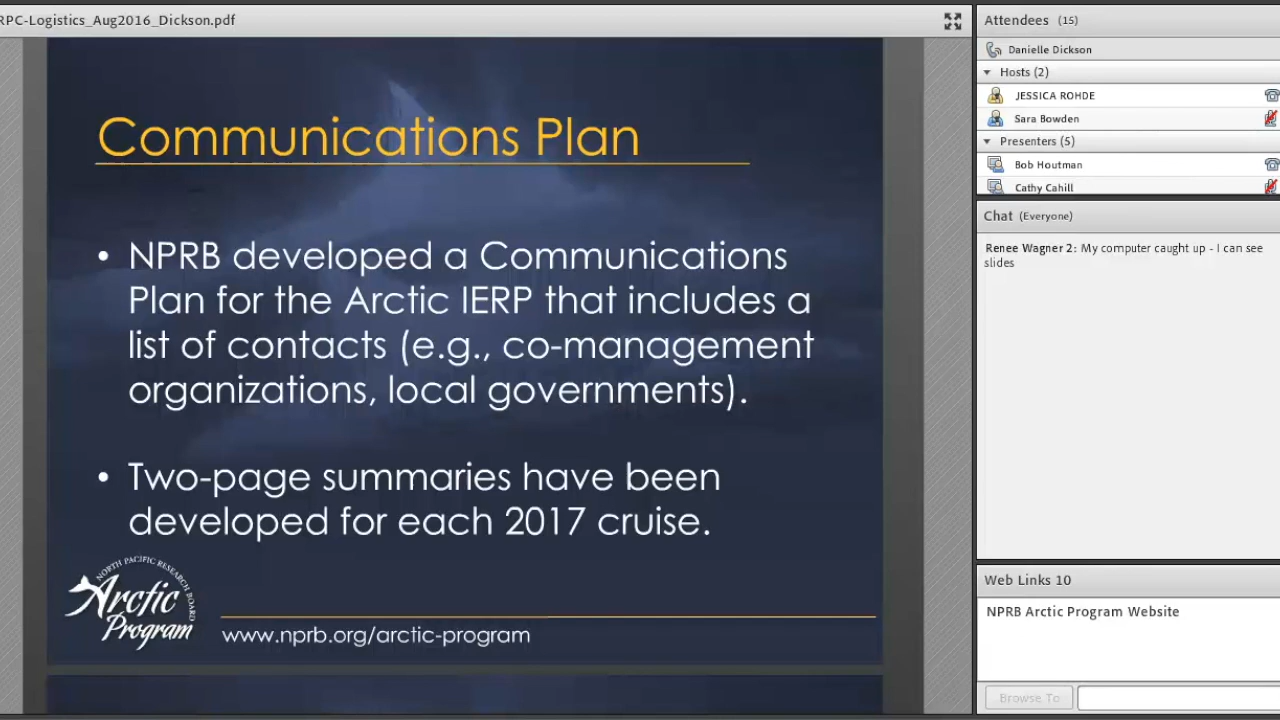 RPC-Logistics_Aug2016_Dickson.pdf
Communications Plan
• NPRB developed a Communications
Plan for the Arctic IERP that includes a
list of contacts (e.g., co-management
organizations, local governments).
• Two-page summaries have been
developed for each 2017 cruise.
NORTH PACIFIC RESEARCH BOARD
Arctic
Program
www.nprb.org/arctic-program
Attendees (15)
Danielle Dickson
Hosts (2)
JESSICA ROHDE
Sara Bowden
Presenters (5)
Bob Houtman
Cathy Cahill
Chat (Everyone)
Renee Wagner 2: My computer caught up - I can see
slides
Web Links 10
NPRB Arctic Program Website
Browse To